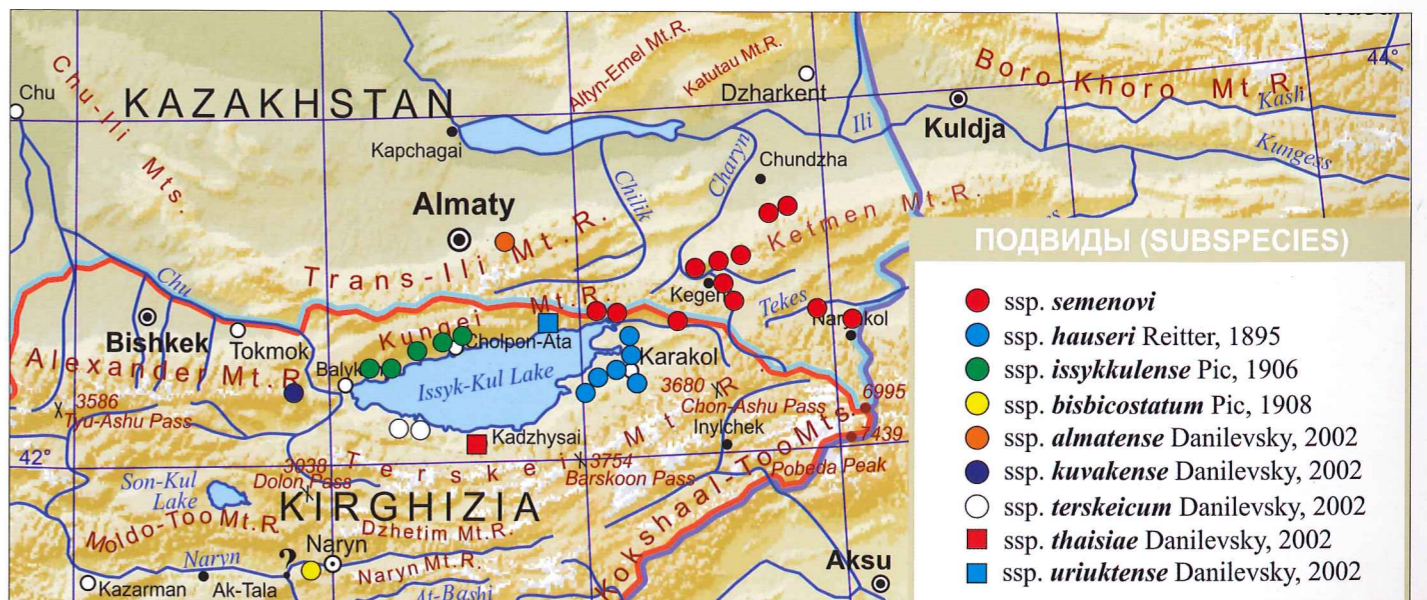 KAZAKHSTAN
Chu
Chu-Ili Mts.
Altyn-Emel Mt.R.
Katutau Mt.R.
Dzharkent
Boro Khoro Mt.R.
44°
Kash
Kungess
Kuldja
Ili
Kapchagai
Chilik
Charyn
Chundzha
Almaty
Trans-Ili Mt.R.
Ketmen Mt.R.
Kegen
Tekes
Narynkol
Chu
Bishkek
Tokmok
Alexander Mt.R.
Kungei Mt.R.
Cholpon-Ata
Issyk-Kul Lake
Karakol
3586
Tyu-Ashu Pass
3680
Chon-Ashu Pass
Inylchek
6995
7439
Pobeda Peak
Kadzhysai
42°
Terskei Mt.R.
3038
Dolon Pass
3754
Barskoon Pass
Kokshaal-Too Mts.
Son-Kul
Lake
KIRGHIZIA
Moldo-Too Mt.R
Dzhetim Mt.R.
Naryn
?
Naryn
Naryn Mt.R.
Kazarman
Ak-Tala
At-Bashi
Aksu
ПОДВИДЫ (SUBSPECIES)
ssp. semenovi
ssp. hauseri Reitter, 1895
ssp. issykkulense Pic, 1906
ssp. bisbicostatum Pic, 1908
ssp. almatense Danilevsky, 2002
ssp. kuvakense Danilevsky, 2002
ssp. terskeicum Danilevsky, 2002
ssp. thaisiae Danilevsky, 2002
ssp. uriuktense Danilevsky, 2002